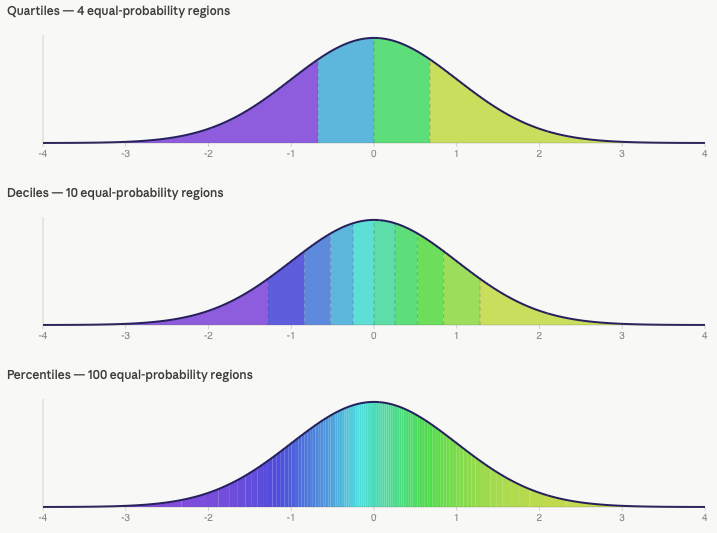 Quartiles — 4 equal-probability regions
-4 -3 -2 -1 0 1 2 3 4
Deciles — 10 equal-probability regions
-4 -3 -2 -1 0 1 2 3 4
Percentiles — 100 equal-probability regions
-4 -3 -2 -1 0 1 2 3 4